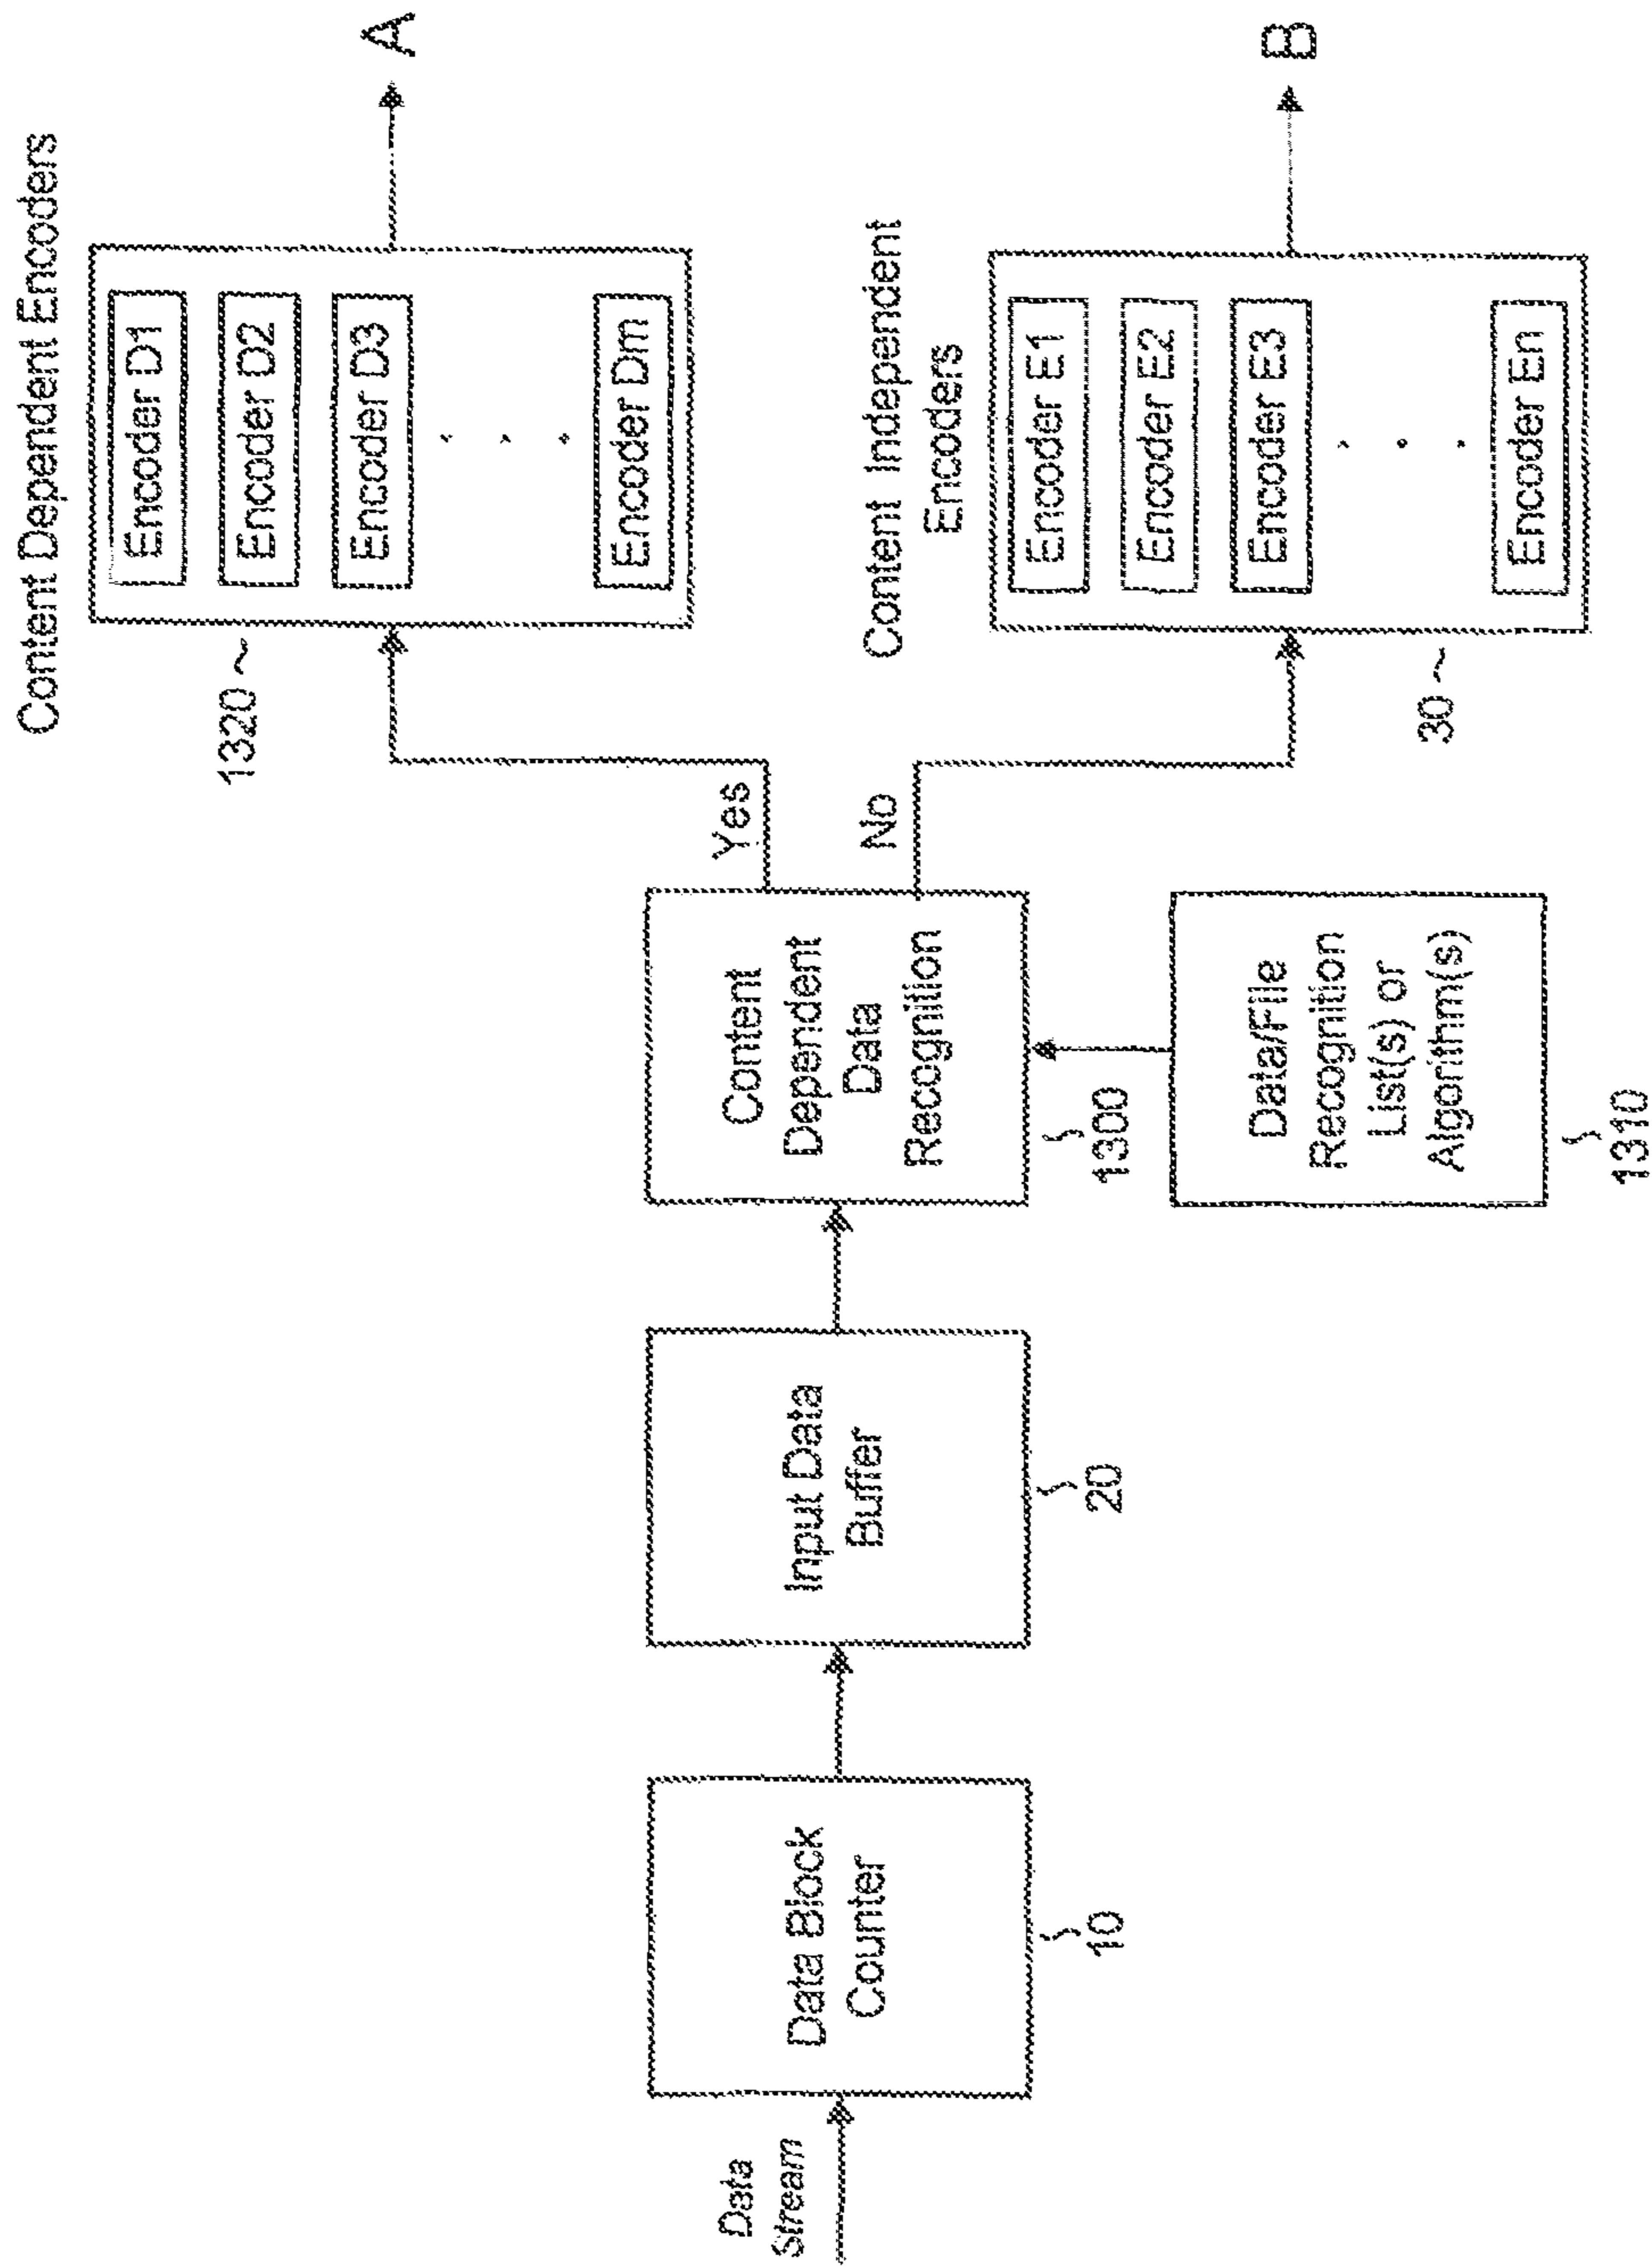 Data
Stream
Data Block
Counter
10
Input Data
Buffer
20
Content
Dependent
Data
Recognition
1300
Data/File
Recognition
List(s) or
Algorithm(s)
1310
Yes
No
Content Dependent Encoders
1320
Encoder D1
Encoder D2
Encoder D3
. . .
Encoder Dm
A
Content Independent
Encoders
30
Encoder E1
Encoder E2
Encoder E3
. . .
Encoder En
B